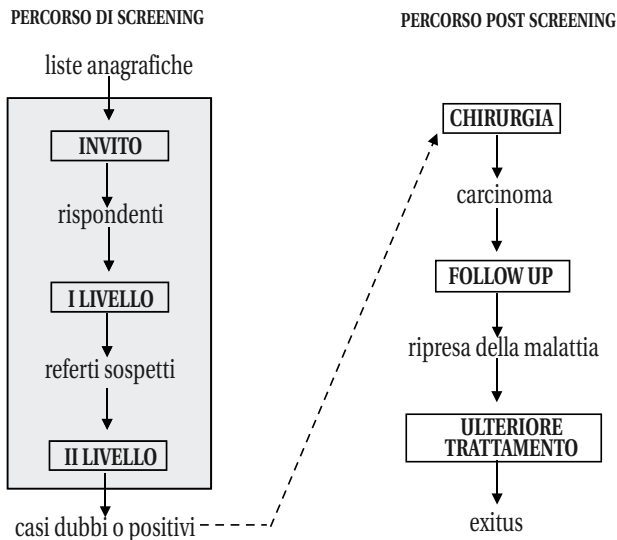 PERCORSO DI SCREENING
liste anagrafiche
INVITO
rispondenti
I LIVELLO
referti sospetti
II LIVELLO
casi dubbi o positivi
PERCORSO POST SCREENING
CHIRURGIA
carcinoma
FOLLOW UP
ripresa della malattia
ULTERIORE
TRATTAMENTO
exitus